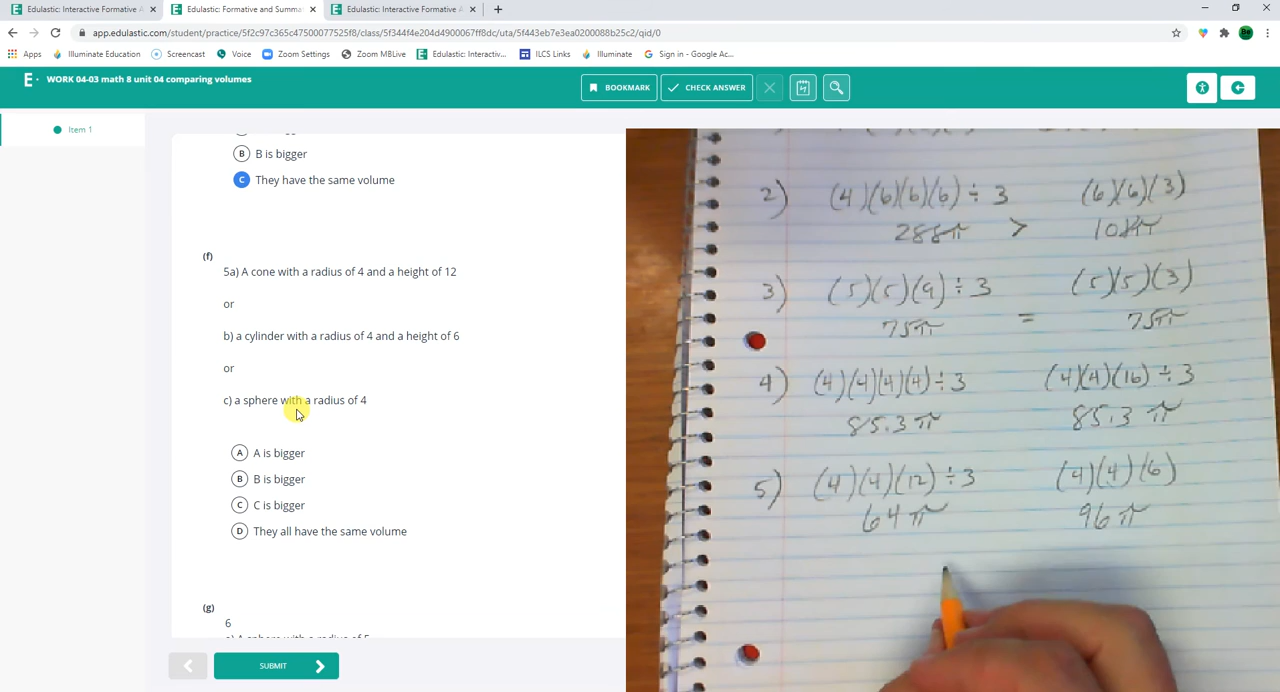 Edulastic: Interactive Formative A
Edulastic: Formative and Summa
Edulastic: Interactive Formative A
app.edulastic.com/student/practice/5f2c97c365c47500077525f8/class/5f344f4e204d4900067ff8dc/uta/5f443eb7e3ea0200088b25c2/qid/0
Apps Illuminate Education Screencast Voice Zoom Settings Zoom MBLive Edulastic: Interactiv... ILCS Links Illuminate Sign in - Google Ac...
E WORK 04-03 math 8 unit 04 comparing volumes
BOOKMARK CHECK ANSWER
Item 1
B B is bigger
C They have the same volume
(f)
5a) A cone with a radius of 4 and a height of 12
or
b) a cylinder with a radius of 4 and a height of 6
or
c) a sphere with a radius of 4
A A is bigger
B B is bigger
C C is bigger
D They all have the same volume
(g)
6
SUBMIT
2) (4)(6)(6)(6) ÷ 3 (6)(6)(3)
288π > 108π
3) (5)(5)(9) ÷ 3 (5)(5)(3)
75π = 75π
4) (4)(4)(4)(4) ÷ 3 (4)(4)(16) ÷ 3
85.3 π 85.3 π
5) (4)(4)(12) ÷ 3 (4)(4)(6)
64 π 96 π